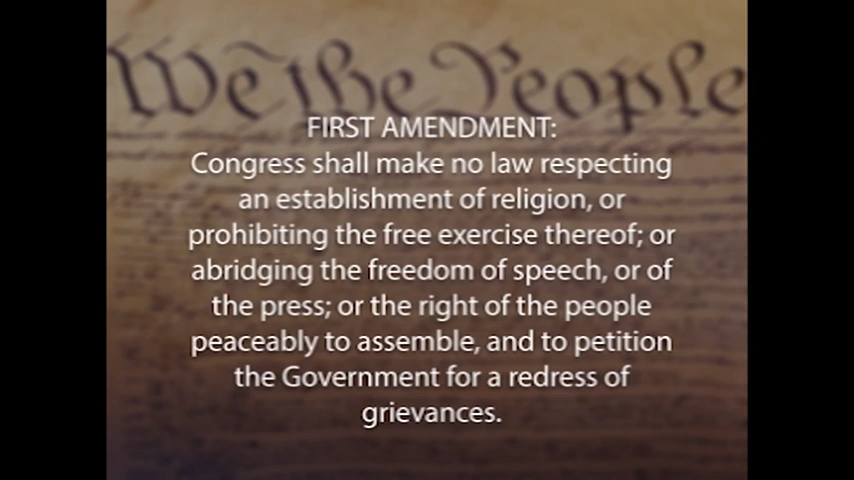 We the People
FIRST AMENDMENT:
Congress shall make no law respecting
an establishment of religion, or
prohibiting the free exercise thereof; or
abridging the freedom of speech, or of
the press; or the right of the people
peaceably to assemble, and to petition
the Government for a redress of
grievances.